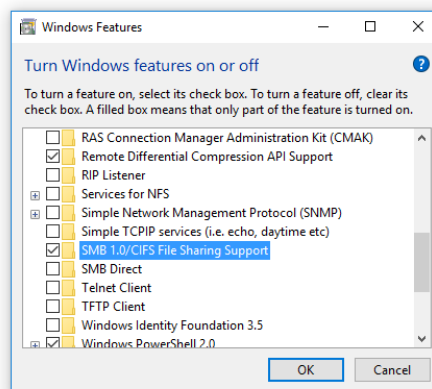 Windows Features
Turn Windows features on or off
To turn a feature on, select its check box. To turn a feature off, clear its
check box. A filled box means that only part of the feature is turned on.
RAS Connection Manager Administration Kit (CMAK)
Remote Differential Compression API Support
RIP Listener
Services for NFS
Simple Network Management Protocol (SNMP)
Simple TCPIP services (i.e. echo, daytime etc)
SMB 1.0/CIFS File Sharing Support
SMB Direct
Telnet Client
TFTP Client
Windows Identity Foundation 3.5
Windows PowerShell 2.0
OK Cancel